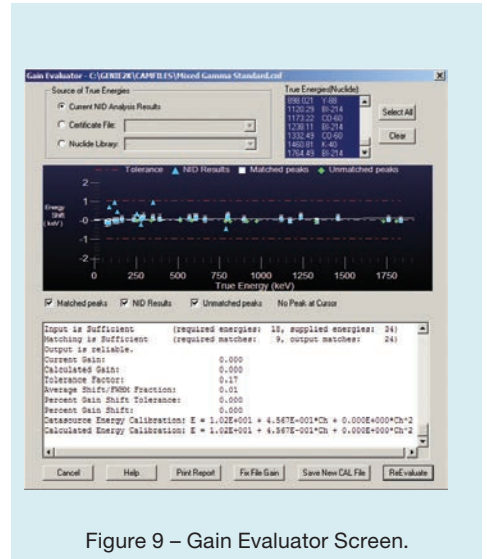 Gain Evaluator - C:\GENIE2K\CAMFILES\Mixed Gamma Standard.cnf
Source of True Energies
Current NID Analysis Results
Certificate File:
Nuclide Library:
True Energies(Nuclide):
898.021 Y-88
1120.29 BI-214
1173.22 CO-60
1238.11 BI-214
1332.49 CO-60
1460.81 K-40
1764.49 BI-214
Select All
Clear
Tolerance NID Results Matched peaks Unmatched peaks
Energy Shift (keV)
2
1
0
-1
-2
0 250 500 750 1000 1250 1500 1750
True Energy (keV)
Matched peaks NID Results Unmatched peaks No Peak at Cursor
Input is Sufficient (required energies: 18, supplied energies: 24)
Matching is Sufficient (required matches: 9, output matches: 24)
Output is reliable.
Current Gain: 0.000
Calculated Gain: 0.000
Tolerance Factor: 0.17
Average Shift/FWHM Fraction: 0.01
Percent Gain Shift Tolerance: 0.000
Percent Gain Shift: 0.000
Datasource Energy Calibration: E = 1.02E+001 + 4.567E-001*Ch + 0.000E+000*Ch^2
Calculated Energy Calibration: E = 1.02E+001 + 4.567E-001*Ch + 0.000E+000*Ch^2
Cancel Help Print Report Fix File Gain Save New CAL File ReEvaluate
Figure 9 – Gain Evaluator Screen.